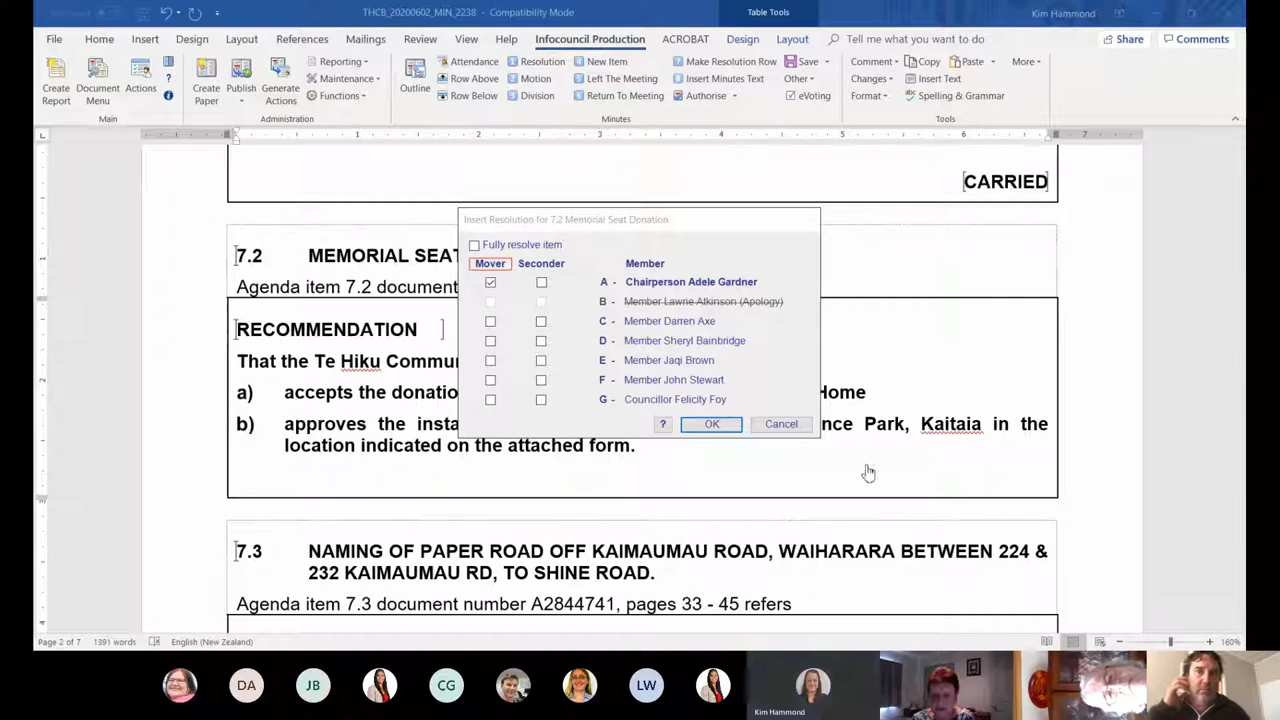 THCB_20200602_MIN_2238 - Compatibility Mode
Table Tools
Kim Hammond
File Home Insert Design Layout References Mailings Review View Help Infocouncil Production ACROBAT Design Layout Tell me what you want to do Share Comments
Create Report
Document Menu
Actions
?
Main
Create Paper
Publish
Generate Actions
Reporting
Maintenance
Functions
Administration
Outline
Attendance
Row Above
Row Below
Resolution
Motion
Division
New Item
Left The Meeting
Return To Meeting
Make Resolution Row
Insert Minutes Text
Authorise
Save
Other
eVoting
Minutes
Comment
Changes
Format
Copy
Paste
Insert Text
Spelling & Grammar
More
Tools
1 2 3 4 5 6 7
CARRIED
7.2 MEMORIAL SEAT
Agenda item 7.2 document
RECOMMENDATION
That the Te Hiku Commu
a) accepts the donatio Home
b) approves the insta nce Park, Kaitaia in the
location indicated on the attached form.
Insert Resolution for 7.2 Memorial Seat Donation
Fully resolve item
Mover Seconder Member
A - Chairperson Adele Gardner
B - Member Lawrie Atkinson (Apology)
C - Member Darren Axe
D - Member Sheryl Bainbridge
E - Member Jaqi Brown
F - Member John Stewart
G - Councillor Felicity Foy
? OK Cancel
7.3 NAMING OF PAPER ROAD OFF KAIMAUMAU ROAD, WAIHARARA BETWEEN 224 &
232 KAIMAUMAU RD, TO SHINE ROAD.
Agenda item 7.3 document number A2844741, pages 33 - 45 refers
Page 2 of 7 1391 words English (New Zealand) 160%
DA JB CG LW
Kim Hammond